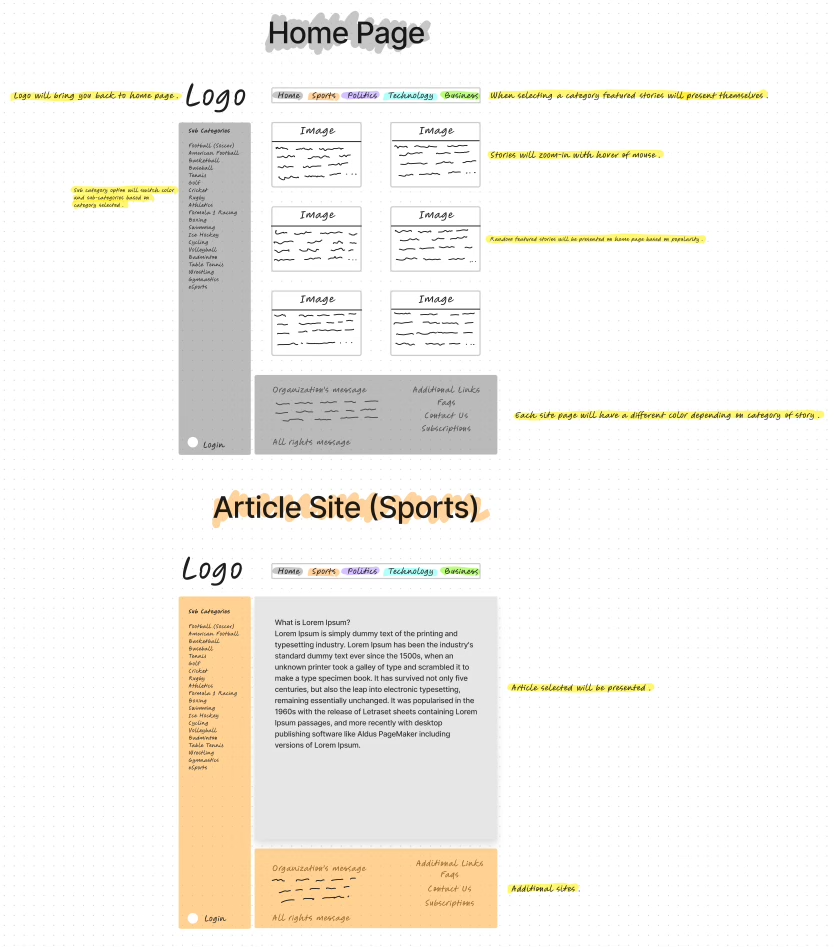 Home Page
Logo will bring you back to home page.
Logo
Home Sports Politics Technology Business
When selecting a category featured stories will present themselves.
Sub Categories
Football (Soccer)
American Football
Basketball
Baseball
Tennis
Golf
Cricket
Rugby
Athletics
Formula 1 Racing
Boxing
Swimming
Ice Hockey
Cycling
Volleyball
Badminton
Table Tennis
Wrestling
Gymnastics
eSports
Login
Sub category option will switch color
and sub-categories based on
category selected.
Image
Image
Stories will zoom-in with hover of mouse.
Image
Image
Random featured stories will be presented on home page based on popularity.
Image
Image
Organization's message
All rights message
Additional Links
Faqs
Contact Us
Subscriptions
Each site page will have a different color depending on category of story.
Article Site (Sports)
Logo
Home Sports Politics Technology Business
Sub Categories
Football (Soccer)
American Football
Basketball
Baseball
Tennis
Golf
Cricket
Rugby
Athletics
Formula 1 Racing
Boxing
Swimming
Ice Hockey
Cycling
Volleyball
Badminton
Table Tennis
Wrestling
Gymnastics
eSports
Login
What is Lorem Ipsum?
Lorem Ipsum is simply dummy text of the printing and
typesetting industry. Lorem Ipsum has been the industry's
standard dummy text ever since the 1500s, when an
unknown printer took a galley of type and scrambled it to
make a type specimen book. It has survived not only five
centuries, but also the leap into electronic typesetting,
remaining essentially unchanged. It was popularised in the
1960s with the release of Letraset sheets containing Lorem
Ipsum passages, and more recently with desktop
publishing software like Aldus PageMaker including
versions of Lorem Ipsum.
Article selected will be presented.
Organization's message
All rights message
Additional Links
Faqs
Contact Us
Subscriptions
Additional sites.